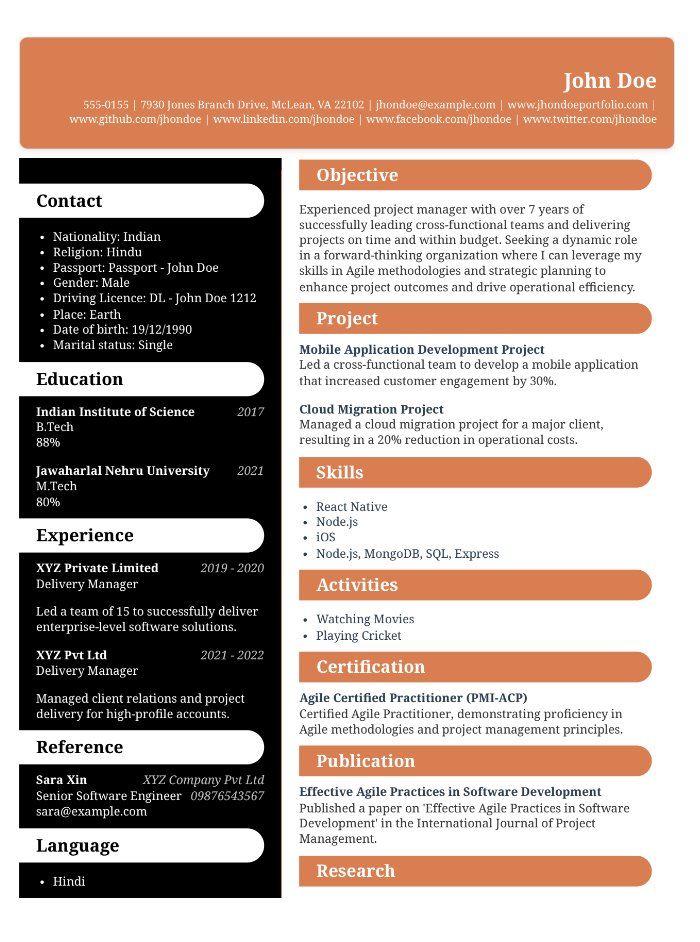 John Doe
555-0155 | 7930 Jones Branch Drive, McLean, VA 22102 | jhondoe@example.com | www.jhondoeportfolio.com |
www.github.com/jhondoe | www.linkedin.com/jhondoe | www.facebook.com/jhondoe | www.twitter.com/jhondoe
Contact
• Nationality: Indian
• Religion: Hindu
• Passport: Passport - John Doe
• Gender: Male
• Driving Licence: DL - John Doe 1212
• Place: Earth
• Date of birth: 19/12/1990
• Marital status: Single
Education
Indian Institute of Science 2017
B.Tech
88%
Jawaharlal Nehru University 2021
M.Tech
80%
Experience
XYZ Private Limited 2019 - 2020
Delivery Manager
Led a team of 15 to successfully deliver
enterprise-level software solutions.
XYZ Pvt Ltd 2021 - 2022
Delivery Manager
Managed client relations and project
delivery for high-profile accounts.
Reference
Sara Xin XYZ Company Pvt Ltd
Senior Software Engineer 09876543567
sara@example.com
Language
• Hindi
Objective
Experienced project manager with over 7 years of
successfully leading cross-functional teams and delivering
projects on time and within budget. Seeking a dynamic role
in a forward-thinking organization where I can leverage my
skills in Agile methodologies and strategic planning to
enhance project outcomes and drive operational efficiency.
Project
Mobile Application Development Project
Led a cross-functional team to develop a mobile application
that increased customer engagement by 30%.
Cloud Migration Project
Managed a cloud migration project for a major client,
resulting in a 20% reduction in operational costs.
Skills
• React Native
• Node.js
• iOS
• Node.js, MongoDB, SQL, Express
Activities
• Watching Movies
• Playing Cricket
Certification
Agile Certified Practitioner (PMI-ACP)
Certified Agile Practitioner, demonstrating proficiency in
Agile methodologies and project management principles.
Publication
Effective Agile Practices in Software Development
Published a paper on 'Effective Agile Practices in Software
Development' in the International Journal of Project
Management.
Research